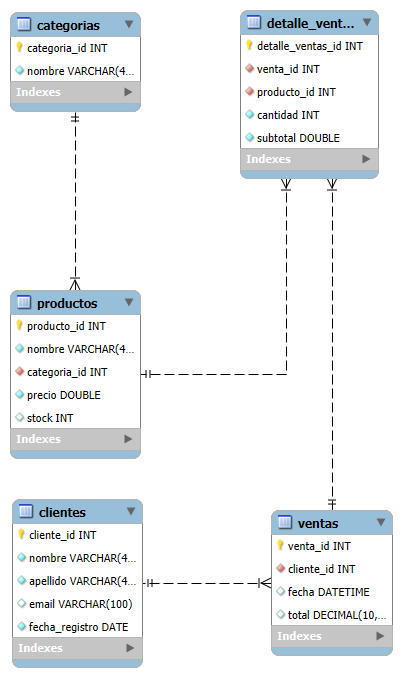 categorias
categoria_id INT
nombre VARCHAR(4...
Indexes
detalle_vent...
detalle_ventas_id INT
venta_id INT
producto_id INT
cantidad INT
subtotal DOUBLE
Indexes
productos
producto_id INT
nombre VARCHAR(4...
categoria_id INT
precio DOUBLE
stock INT
Indexes
clientes
cliente_id INT
nombre VARCHAR(4...
apellido VARCHAR(4...
email VARCHAR(100)
fecha_registro DATE
Indexes
ventas
venta_id INT
cliente_id INT
fecha DATETIME
total DECIMAL(10,...
Indexes